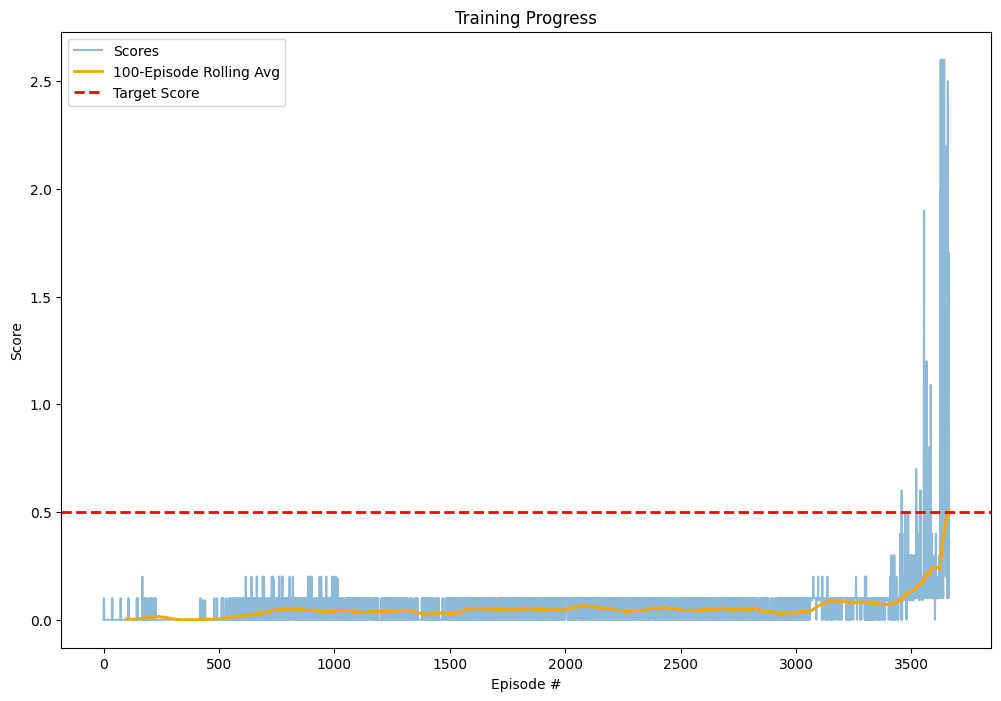 Training Progress
Scores
100-Episode Rolling Avg
Target Score
2.5
2.0
1.5
1.0
0.5
0.0
Score
0 500 1000 1500 2000 2500 3000 3500
Episode #